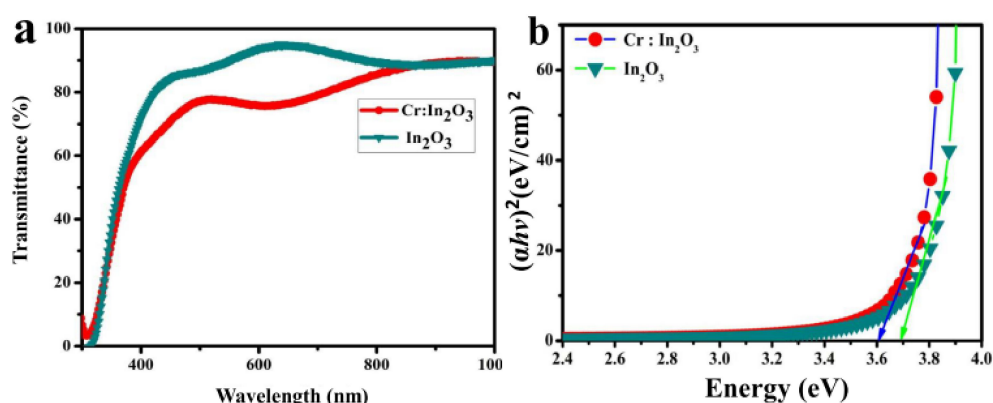 a
100
80
60
40
20
0
Transmittance (%)
Cr:In₂O₃
In₂O₃
400 600 800 100
Wavelength (nm)
b
60
40
20
0
(αhν)²(eV/cm)²
Cr : In₂O₃
In₂O₃
2.4 2.6 2.8 3.0 3.2 3.4 3.6 3.8 4.0
Energy (eV)